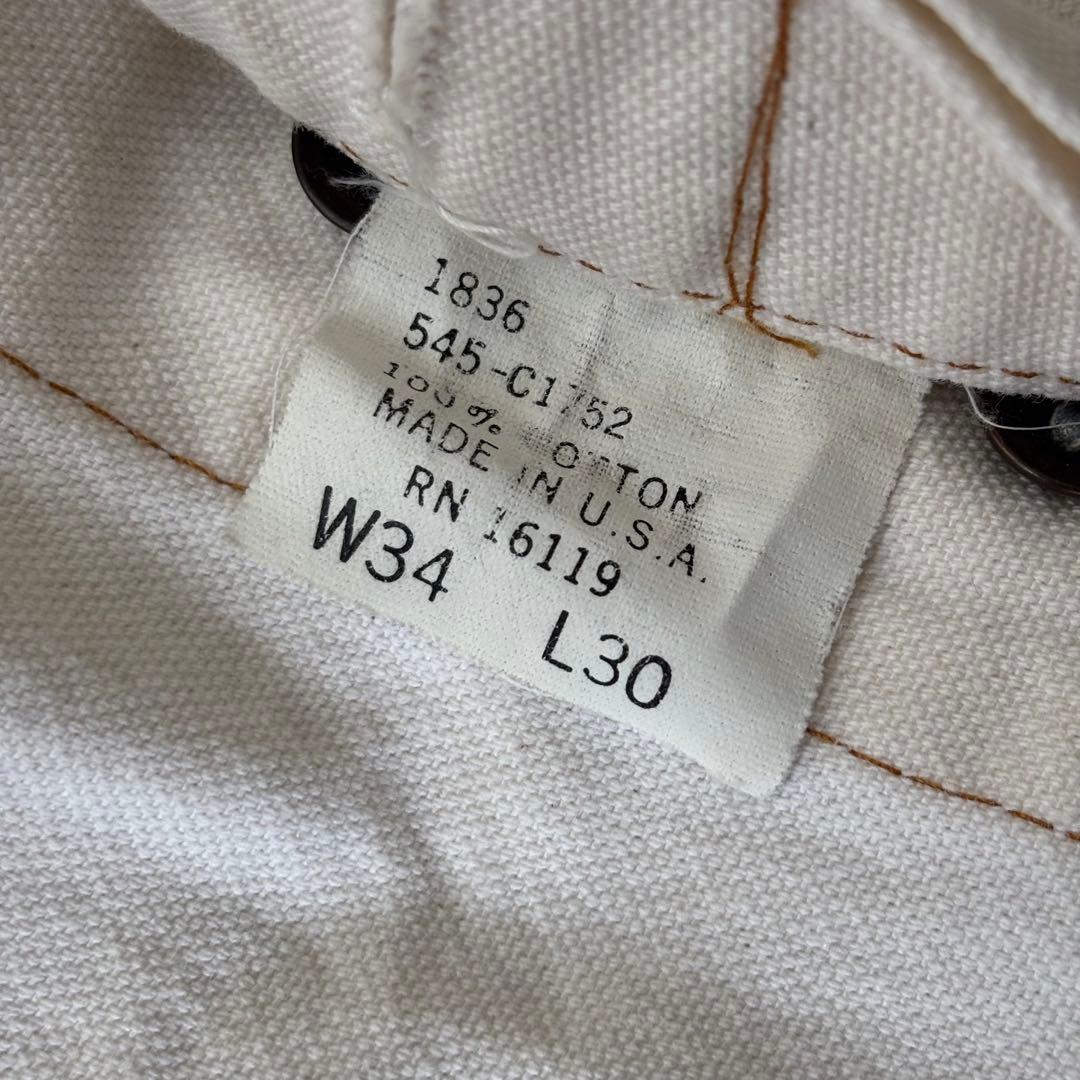 1836
545-C1752
100% COTTON
MADE IN U.S.A.
RN 16119
W34 L30